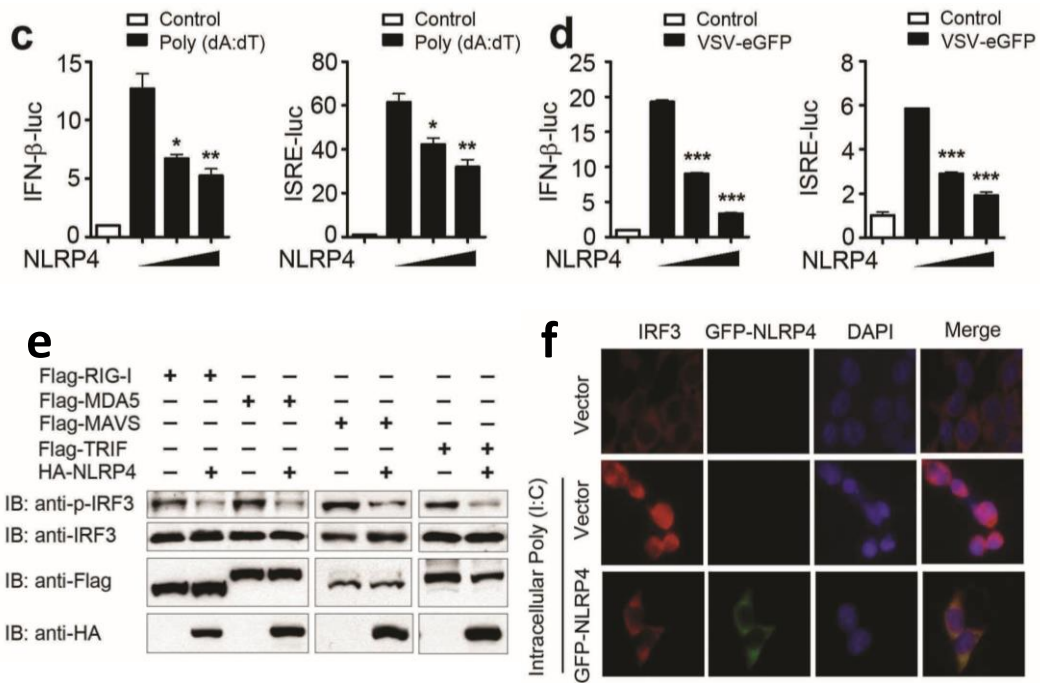 c
Control
Poly (dA:dT)
IFN-β-luc
15
10
5
0
* **
NLRP4
Control
Poly (dA:dT)
ISRE-luc
80
60
40
20
0
* **
NLRP4
d
Control
VSV-eGFP
IFN-β-luc
25
20
15
10
5
0
*** ***
NLRP4
Control
VSV-eGFP
ISRE-luc
8
6
4
2
0
*** ***
NLRP4
e
Flag-RIG-I + + − − − − − −
Flag-MDA5 − − + + − − − −
Flag-MAVS − − − − + + − −
Flag-TRIF − − − − − − + +
HA-NLRP4 − + − + − + − +
IB: anti-p-IRF3
IB: anti-IRF3
IB: anti-Flag
IB: anti-HA
f
IRF3 GFP-NLRP4 DAPI Merge
Vector
Intracellular Poly (I:C)
Vector
GFP-NLRP4